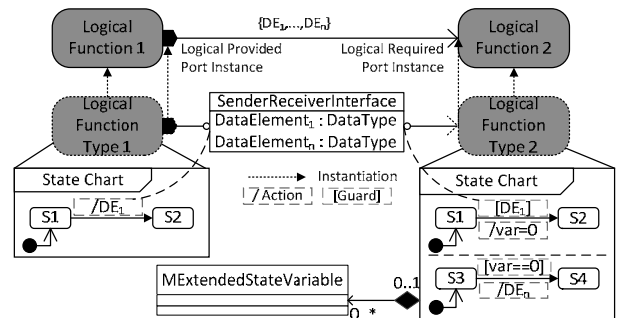 Logical
Function 1
{DE1,...,DEn}
Logical
Function 2
Logical Provided
Port Instance
Logical Required
Port Instance
Logical
Function
Type 1
SenderReceiverInterface
DataElement1 : DataType
DataElementn : DataType
Logical
Function
Type 2
State Chart
/DE1
S1
S2
Instantiation
/Action
[Guard]
State Chart
[DE1]
S1
S2
/var=0
[var==0]
S3
S4
/DEn
MExtendedStateVariable
0..1
0..*